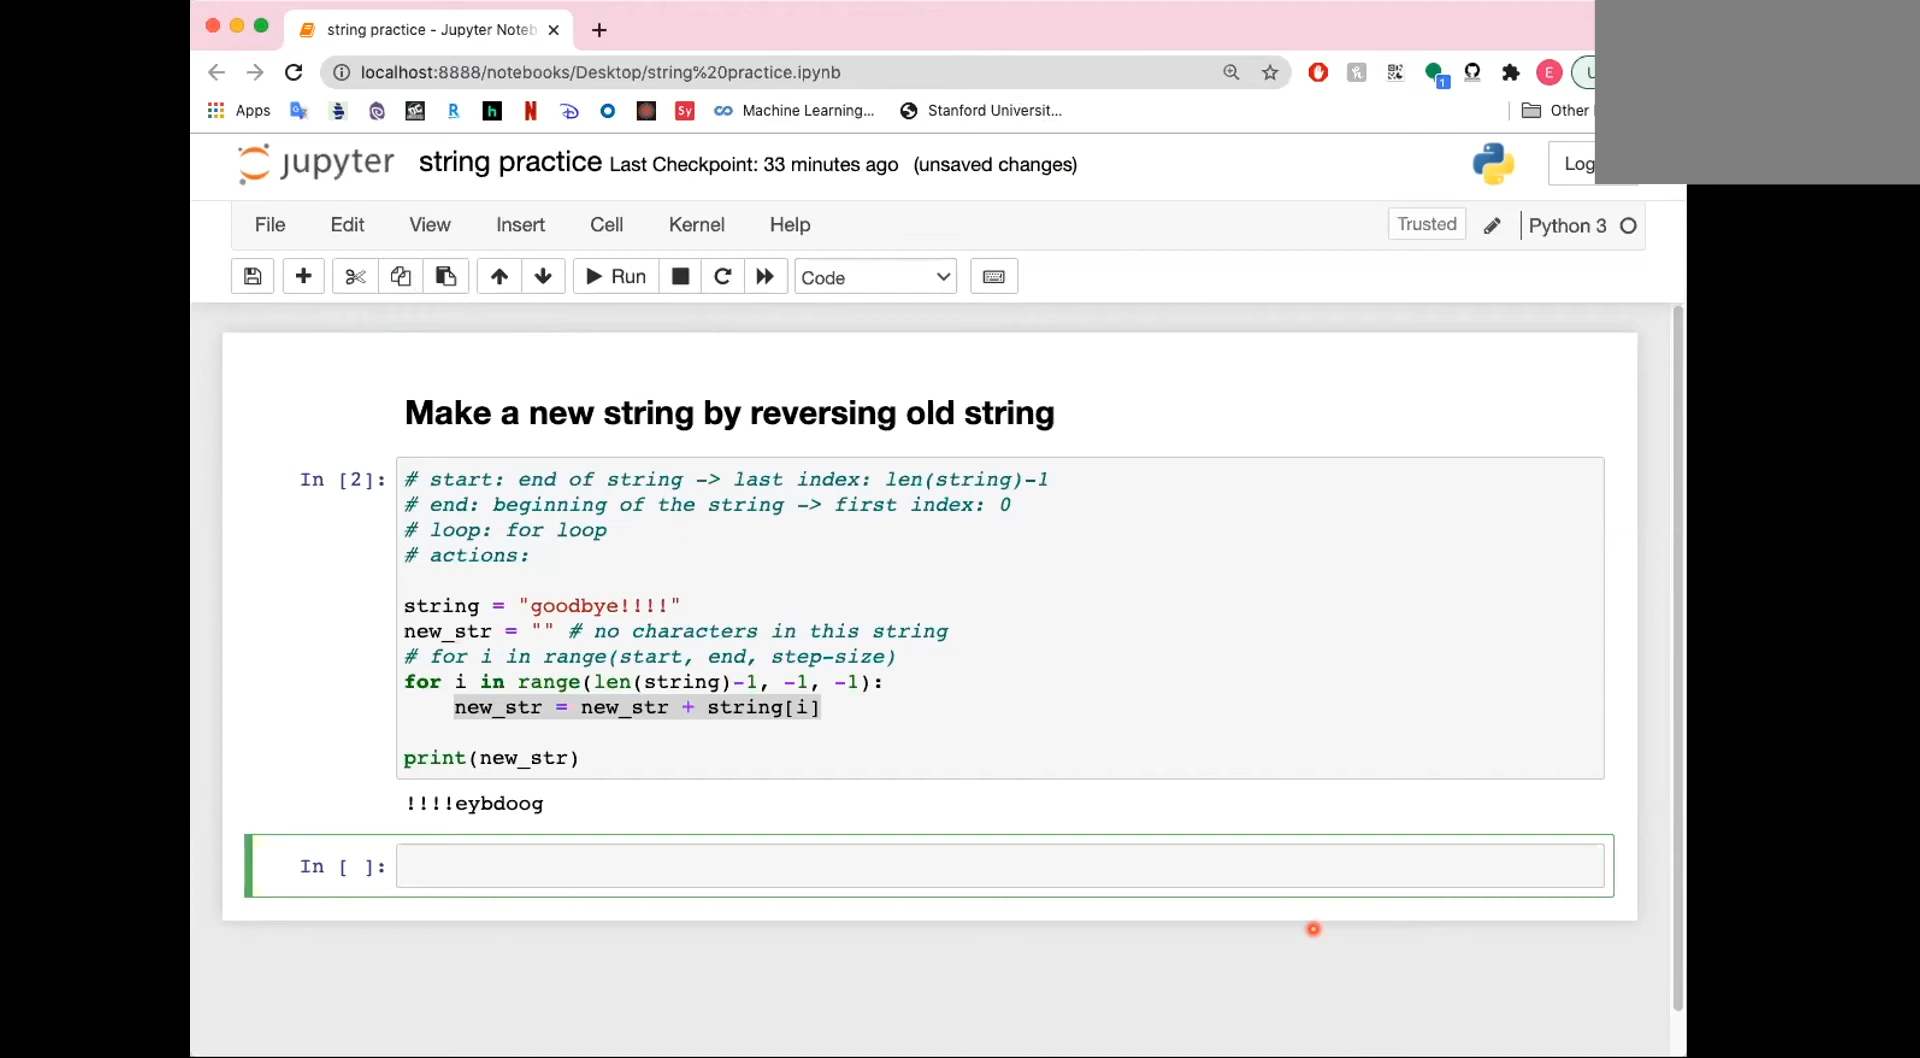 string practice - Jupyter Noteb
localhost:8888/notebooks/Desktop/string%20practice.ipynb
1
E
Apps
R
h
N
Sy
Machine Learning...
Stanford Universit...
Other
jupyter
string practice Last Checkpoint: 33 minutes ago (unsaved changes)
Log
File Edit View Insert Cell Kernel Help
Trusted
Python 3
Run
Code
Make a new string by reversing old string
In [2]:
# start: end of string -> last index: len(string)-1
# end: beginning of the string -> first index: 0
# loop: for loop
# actions:
string = "goodbye!!!!"
new_str = "" # no characters in this string
# for i in range(start, end, step-size)
for i in range(len(string)-1, -1, -1):
    new_str = new_str + string[i]
print(new_str)
!!!!eybdoog
In [ ]: